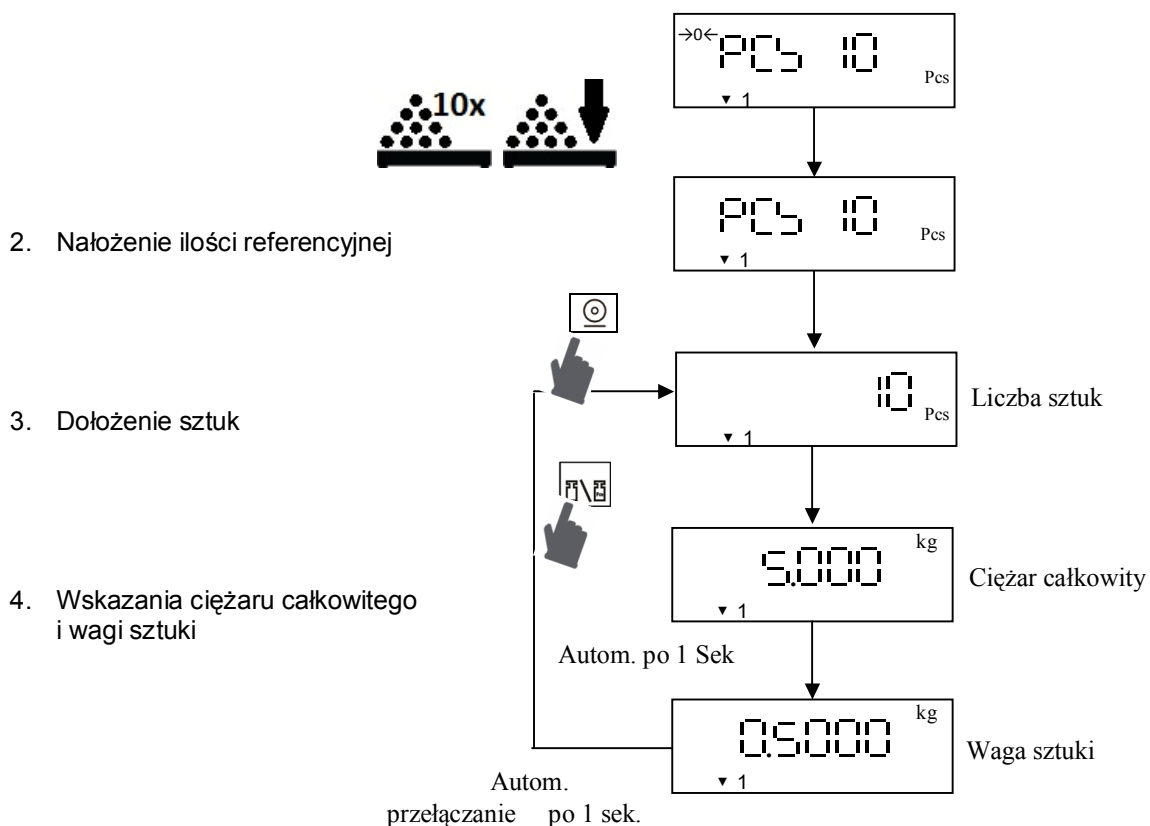 →0← PCS 10 Pcs
▼ 1
10x
PCS 10 Pcs
▼ 1
2. Nałożenie ilości referencyjnej
10 Pcs
▼ 1
Liczba sztuk
3. Dołożenie sztuk
5.000 kg
▼ 1
Ciężar całkowity
4. Wskazania ciężaru całkowitego
i wagi sztuki
Autom. po 1 Sek
0.5000 kg
▼ 1
Waga sztuki
Autom.
przełączanie po 1 sek.